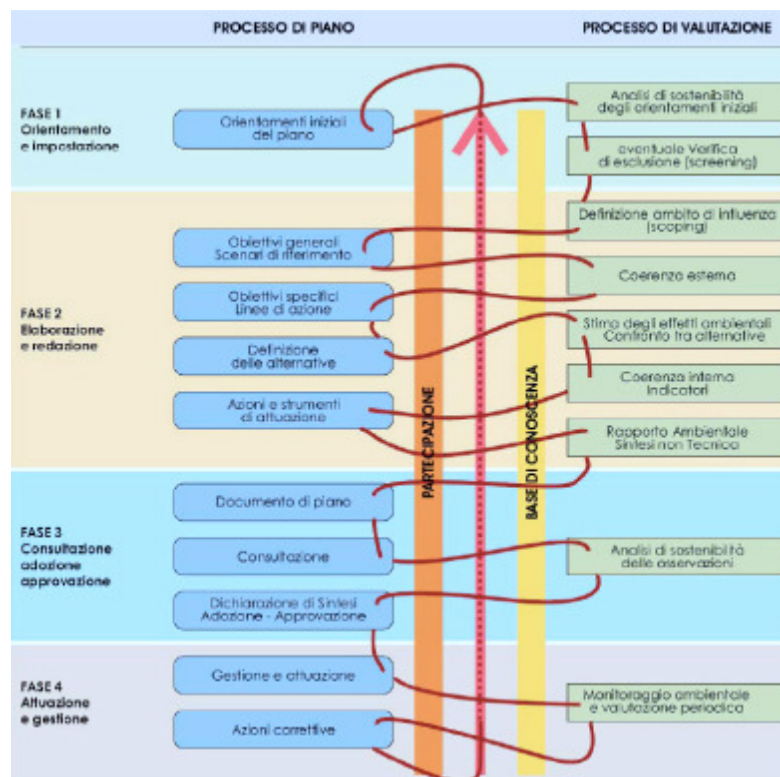 PROCESSO DI PIANO
PROCESSO DI VALUTAZIONE
FASE 1
Orientamento
e impostazione
Orientamenti iniziali
del piano
Analisi di sostenibilità
degli orientamenti iniziali
eventuale Verifica
di esclusione (screening)
FASE 2
Elaborazione
e redazione
Obiettivi generali
Scenari di riferimento
Obiettivi specifici
Linee di azione
Definizione
delle alternative
Azioni e strumenti
di attuazione
Definizione ambito di influenza
(scoping)
Coerenza esterna
Stima degli effetti ambientali
Confronto tra alternative
Coerenza interna
Indicatori
Rapporto Ambientale
Sintesi non Tecnica
PARTECIPAZIONE
BASE DI CONOSCENZA
FASE 3
Consultazione
adozione
approvazione
Documento di piano
Consultazione
Dichiarazione di Sintesi
Adozione - Approvazione
Analisi di sostenibilità
delle osservazioni
FASE 4
Attuazione
e gestione
Gestione e attuazione
Azioni correttive
Monitoraggio ambientale
e valutazione periodica